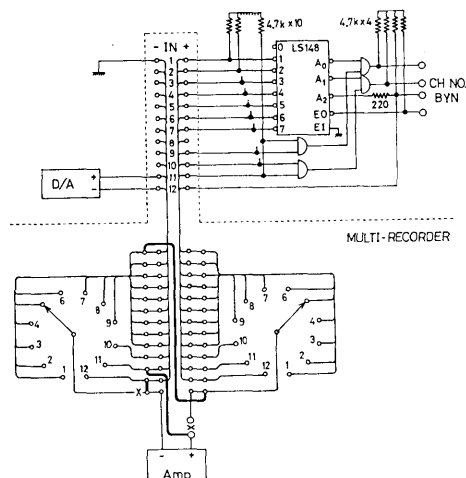 - IN +
1
2
3
4
5
6
7
8
9
10
11
12
4.7k × 10
4.7k × 4
LS148
0
1
2
3
4
5
6
7
A0
A1
A2
EO
EI
220
CH NO.
BYN
D/A
+
-
MULTI-RECORDER
6
7
8
9
10
11
12
4
3
2
1
X
7
6
8
9
10
11
12
4
3
2
1
X
- +
Amp